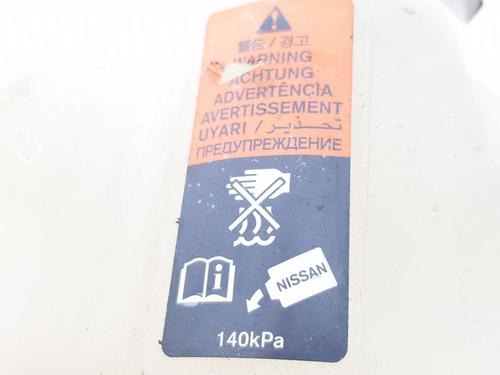 警告 / 경고
WARNING
ACHTUNG
ADVERTÊNCIA
AVERTISSEMENT
UYARI / تحذير
ПРЕДУПРЕЖДЕНИЕ
i
NISSAN
140kPa